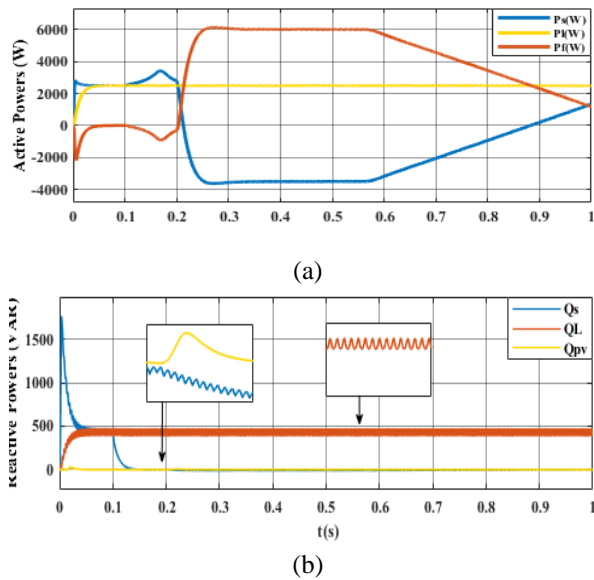 6000
4000
2000
0
-2000
-4000
Active Powers (W)
Ps(W)
Pl(W)
Pf(W)
0 0.1 0.2 0.3 0.4 0.5 0.6 0.7 0.8 0.9 1
(a)
1500
1000
500
0
Reactive Powers (VAR)
Qs
QL
Qpv
0 0.1 0.2 0.3 0.4 0.5 0.6 0.7 0.8 0.9 1
t(s)
(b)